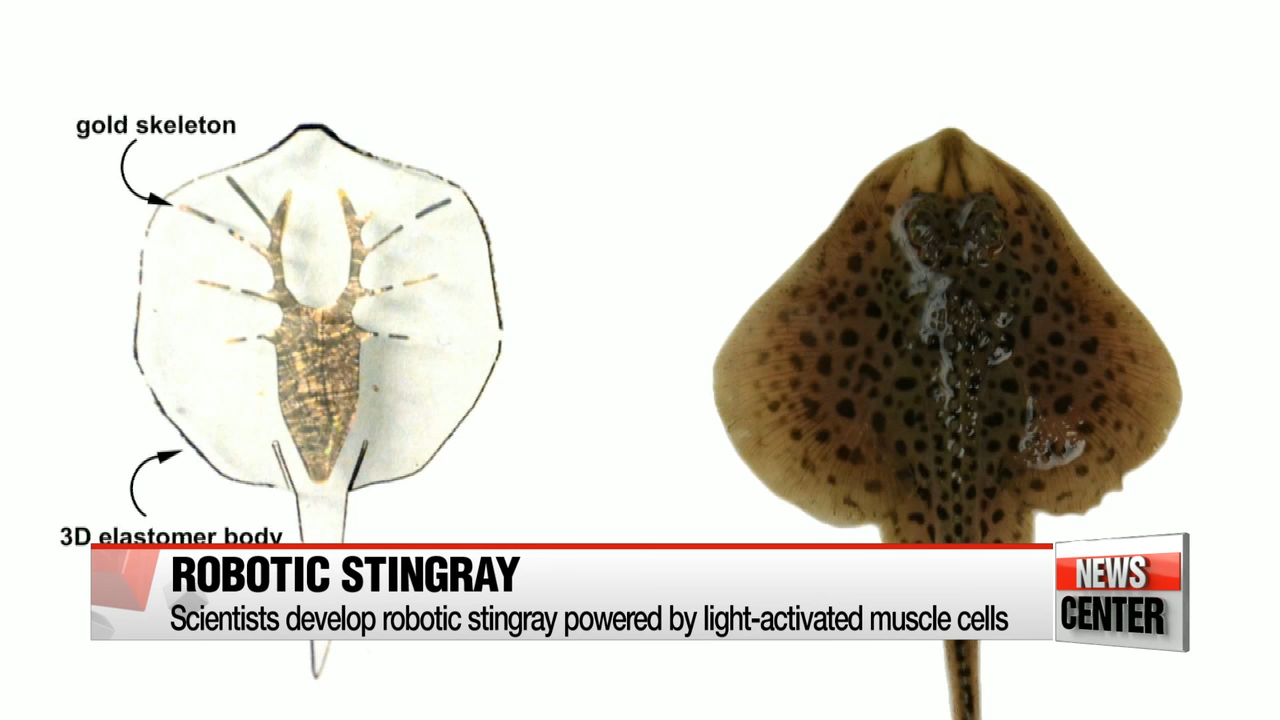 gold skeleton
3D elastomer body
ROBOTIC STINGRAY
Scientists develop robotic stingray powered by light-activated muscle cells
NEWS
CENTER